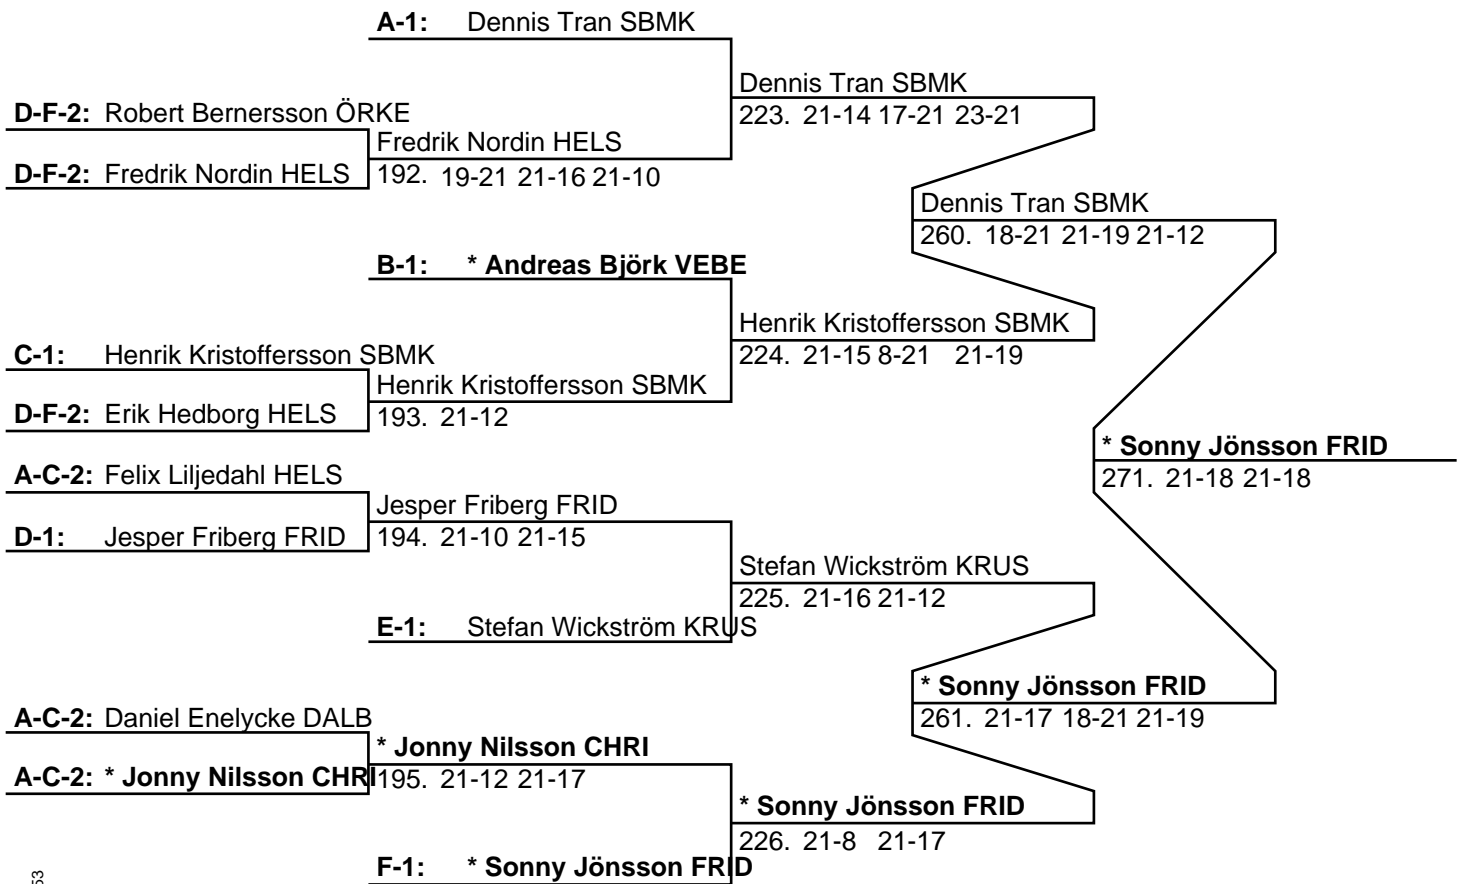 A-1: Dennis Tran SBMK
Dennis Tran SBMK
D-F-2: Robert Bernersson ÖRKE
223. 21-14 17-21 23-21
Fredrik Nordin HELS
D-F-2: Fredrik Nordin HELS
192. 19-21 21-16 21-10
Dennis Tran SBMK
260. 18-21 21-19 21-12
B-1: * Andreas Björk VEBE
Henrik Kristoffersson SBMK
C-1: Henrik Kristoffersson SBMK
224. 21-15 8-21 21-19
Henrik Kristoffersson SBMK
D-F-2: Erik Hedborg HELS
193. 21-12
* Sonny Jönsson FRID
A-C-2: Felix Liljedahl HELS
271. 21-18 21-18
Jesper Friberg FRID
D-1: Jesper Friberg FRID
194. 21-10 21-15
Stefan Wickström KRUS
225. 21-16 21-12
E-1: Stefan Wickström KRUS
* Sonny Jönsson FRID
A-C-2: Daniel Enelycke DALB
261. 21-17 18-21 21-19
* Jonny Nilsson CHRI
A-C-2: * Jonny Nilsson CHRI
195. 21-12 21-17
* Sonny Jönsson FRID
226. 21-8 21-17
F-1: * Sonny Jönsson FRID